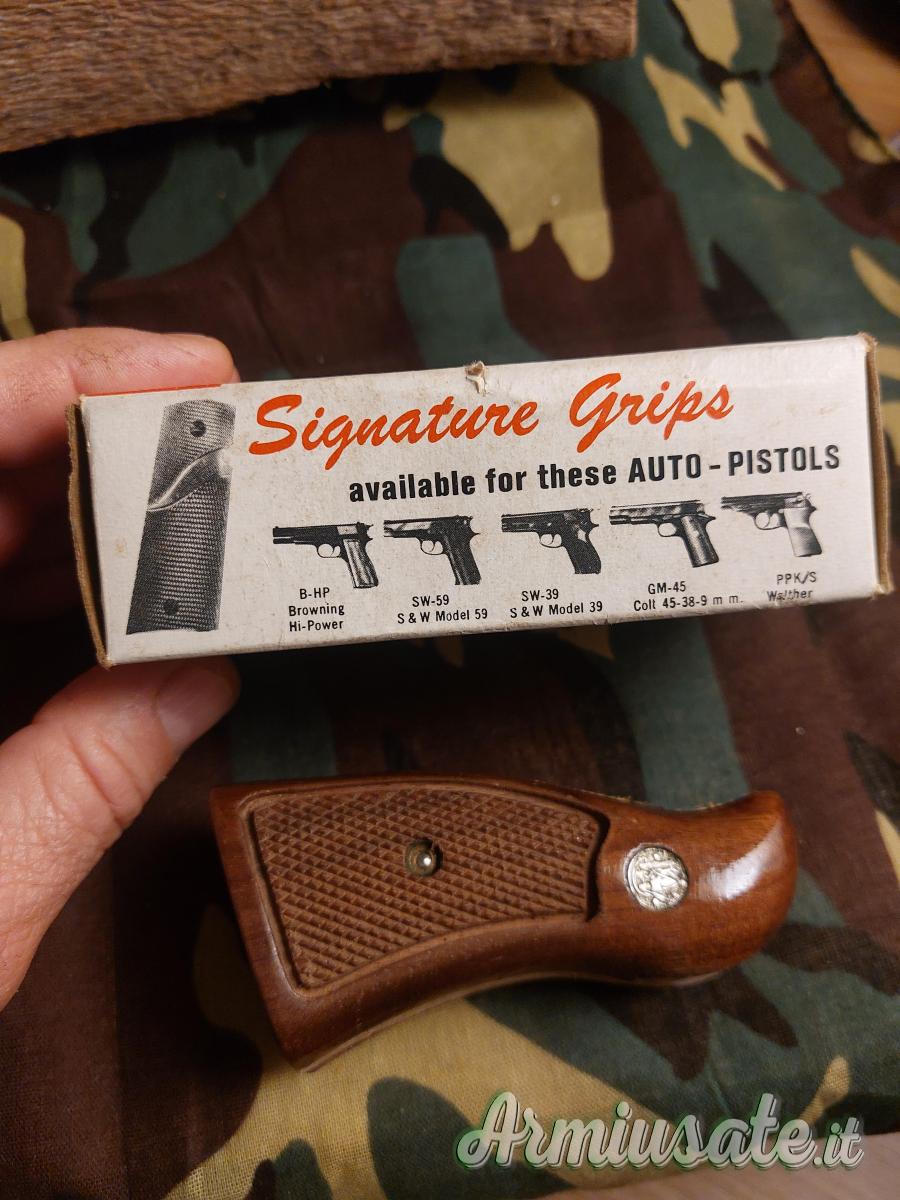 Signature Grips
available for these AUTO-PISTOLS
B-HP
Browning
Hi-Power
SW-59
S & W Model 59
SW-39
S & W Model 39
GM-45
Colt 45-38-9 m m.
PPK/S
Walther
Armiusate.it